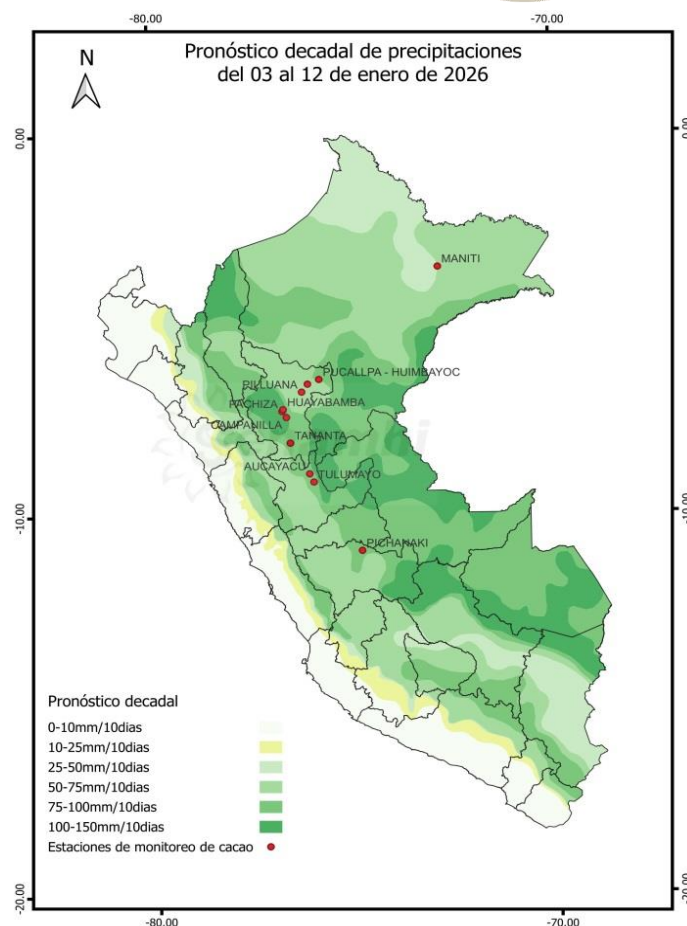 -80.00
-70.00
Pronóstico decadal de precipitaciones
del 03 al 12 de enero de 2026
N
0.00
0.00
MANITI
PUCALLPA - HUIMBAYOC
PILLUANA
PACHIZA
HUAYABAMBA
CAMPANILLA
TANANTA
AUCAYACU
TULUMAYO
-10.00
-10.00
PICHANAKI
Pronóstico decadal
0-10mm/10dias
10-25mm/10dias
25-50mm/10dias
50-75mm/10dias
75-100mm/10dias
100-150mm/10dias
Estaciones de monitoreo de cacao
-20.00
-20.00
-80.00
-70.00